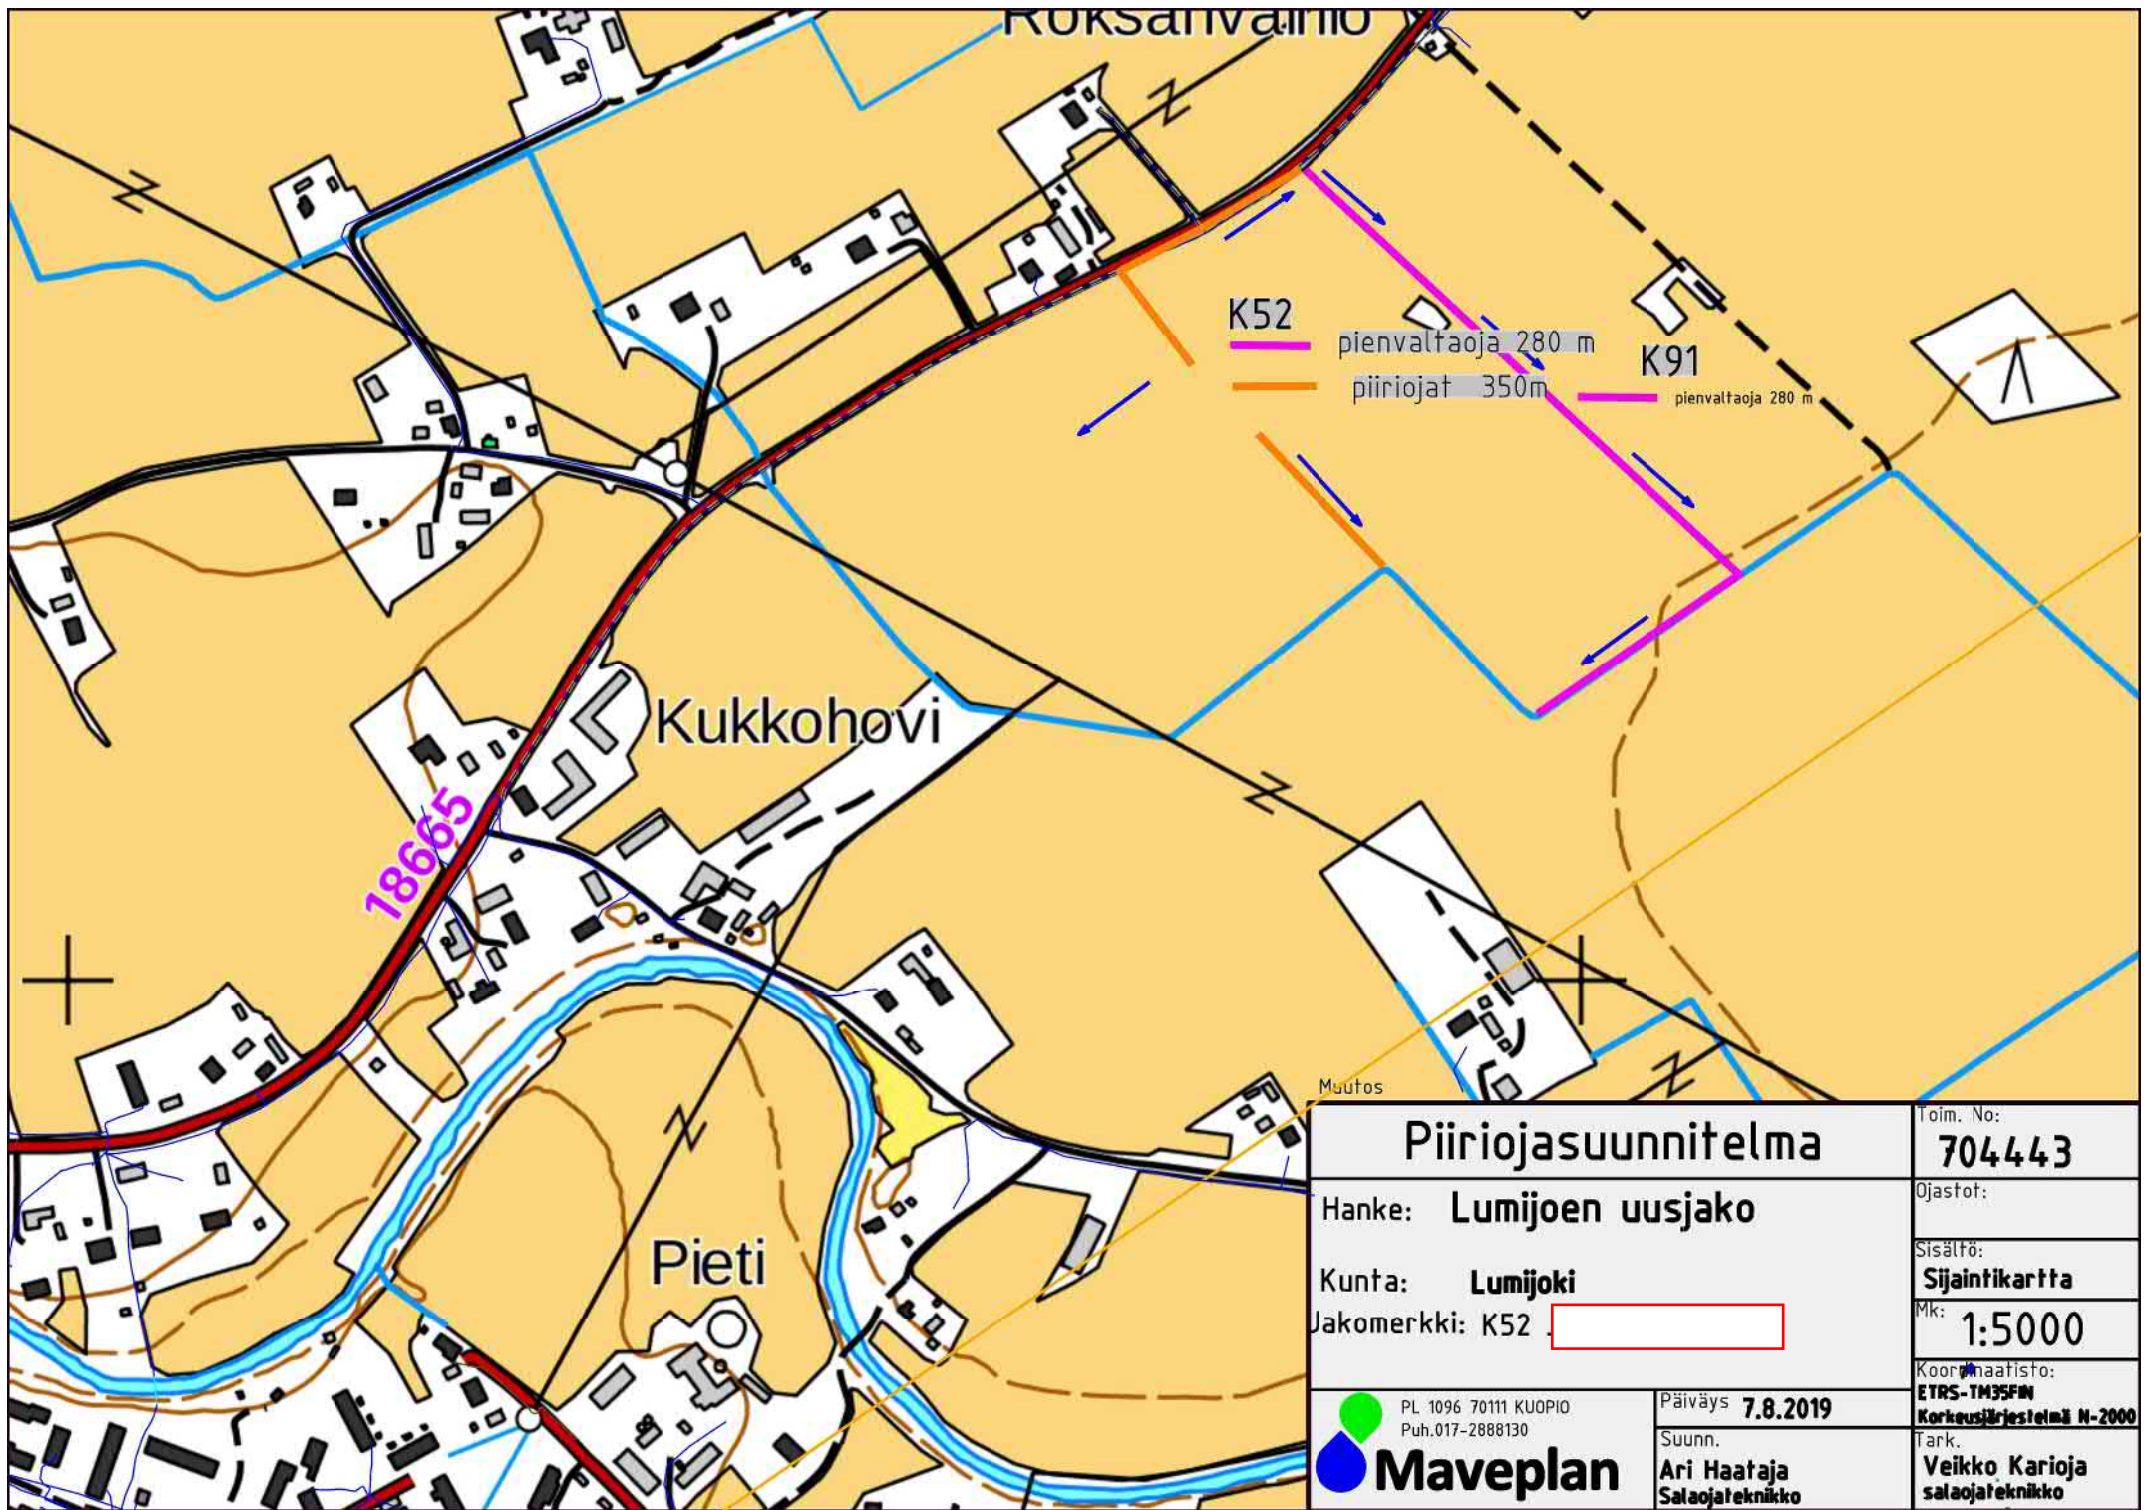 Roksanvainio
K52
pienvaltaoja 280 m
piiriojat 350m
K91
pienvaltaoja 280 m
Kukkohovi
18665
Pieti
Muutos
Piiriojasuunnitelma
Toim. No:
704443
Hanke: Lumijoen uusjako
Ojastot:
Kunta: Lumijoki
Sisältö:
Sijaintikartta
Jakomerkki: K52
Mk: 1:5000
Koordinaatisto:
ETRS-TM35FIN
Korkeusjärjestelmä N-2000
PL 1096 70111 KUOPIO
Puh.017-2888130
Maveplan
Päiväys 7.8.2019
Suunn.
Ari Haataja
Salaojateknikko
Tark.
Veikko Karioja
salaojateknikko